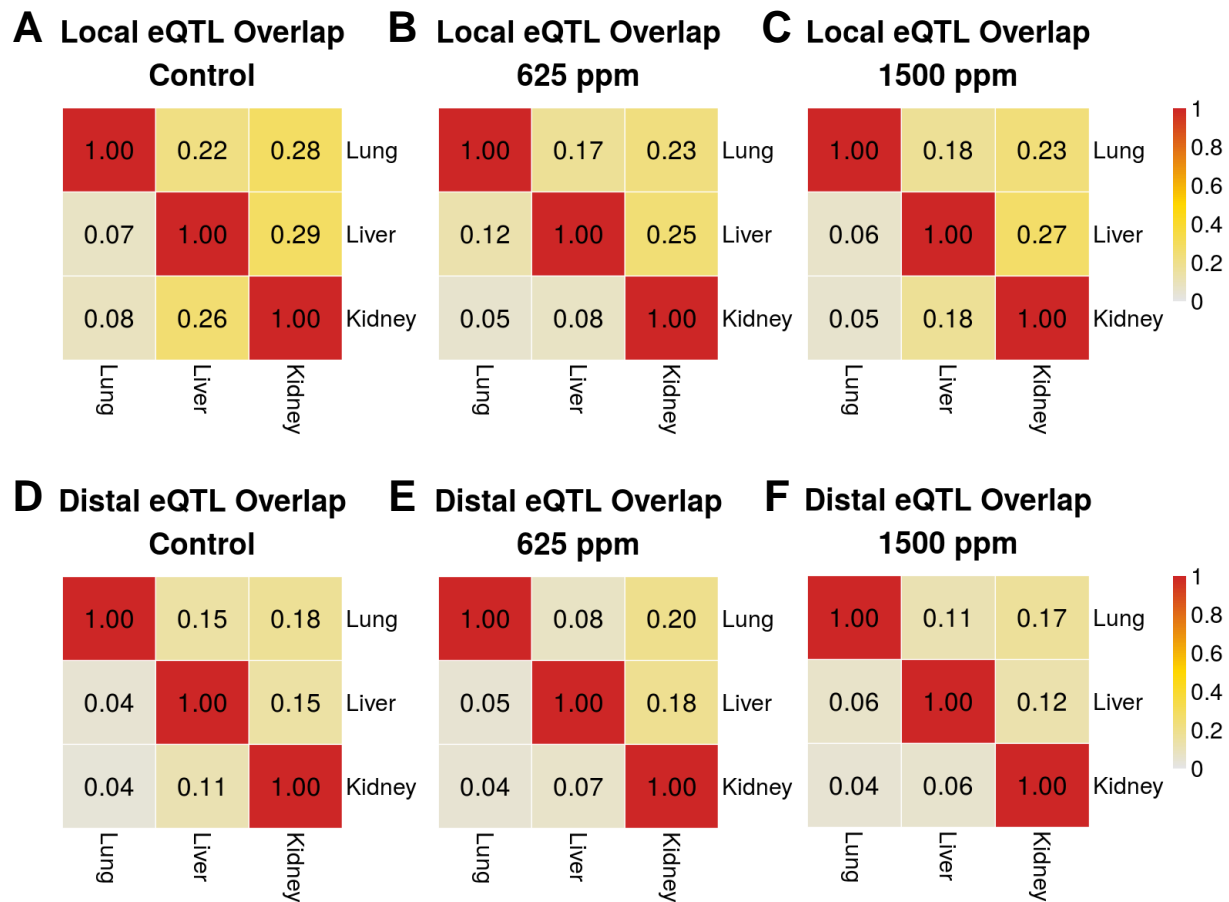 A Local eQTL Overlap
Control
1.00 0.22 0.28 Lung
0.07 1.00 0.29 Liver
0.08 0.26 1.00 Kidney
Lung Liver Kidney
B Local eQTL Overlap
625 ppm
1.00 0.17 0.23 Lung
0.12 1.00 0.25 Liver
0.05 0.08 1.00 Kidney
Lung Liver Kidney
C Local eQTL Overlap
1500 ppm
1.00 0.18 0.23 Lung
0.06 1.00 0.27 Liver
0.05 0.18 1.00 Kidney
Lung Liver Kidney
1
0.8
0.6
0.4
0.2
0
D Distal eQTL Overlap
Control
1.00 0.15 0.18 Lung
0.04 1.00 0.15 Liver
0.04 0.11 1.00 Kidney
Lung Liver Kidney
E Distal eQTL Overlap
625 ppm
1.00 0.08 0.20 Lung
0.05 1.00 0.18 Liver
0.04 0.07 1.00 Kidney
Lung Liver Kidney
F Distal eQTL Overlap
1500 ppm
1.00 0.11 0.17 Lung
0.06 1.00 0.12 Liver
0.04 0.06 1.00 Kidney
Lung Liver Kidney
1
0.8
0.6
0.4
0.2
0